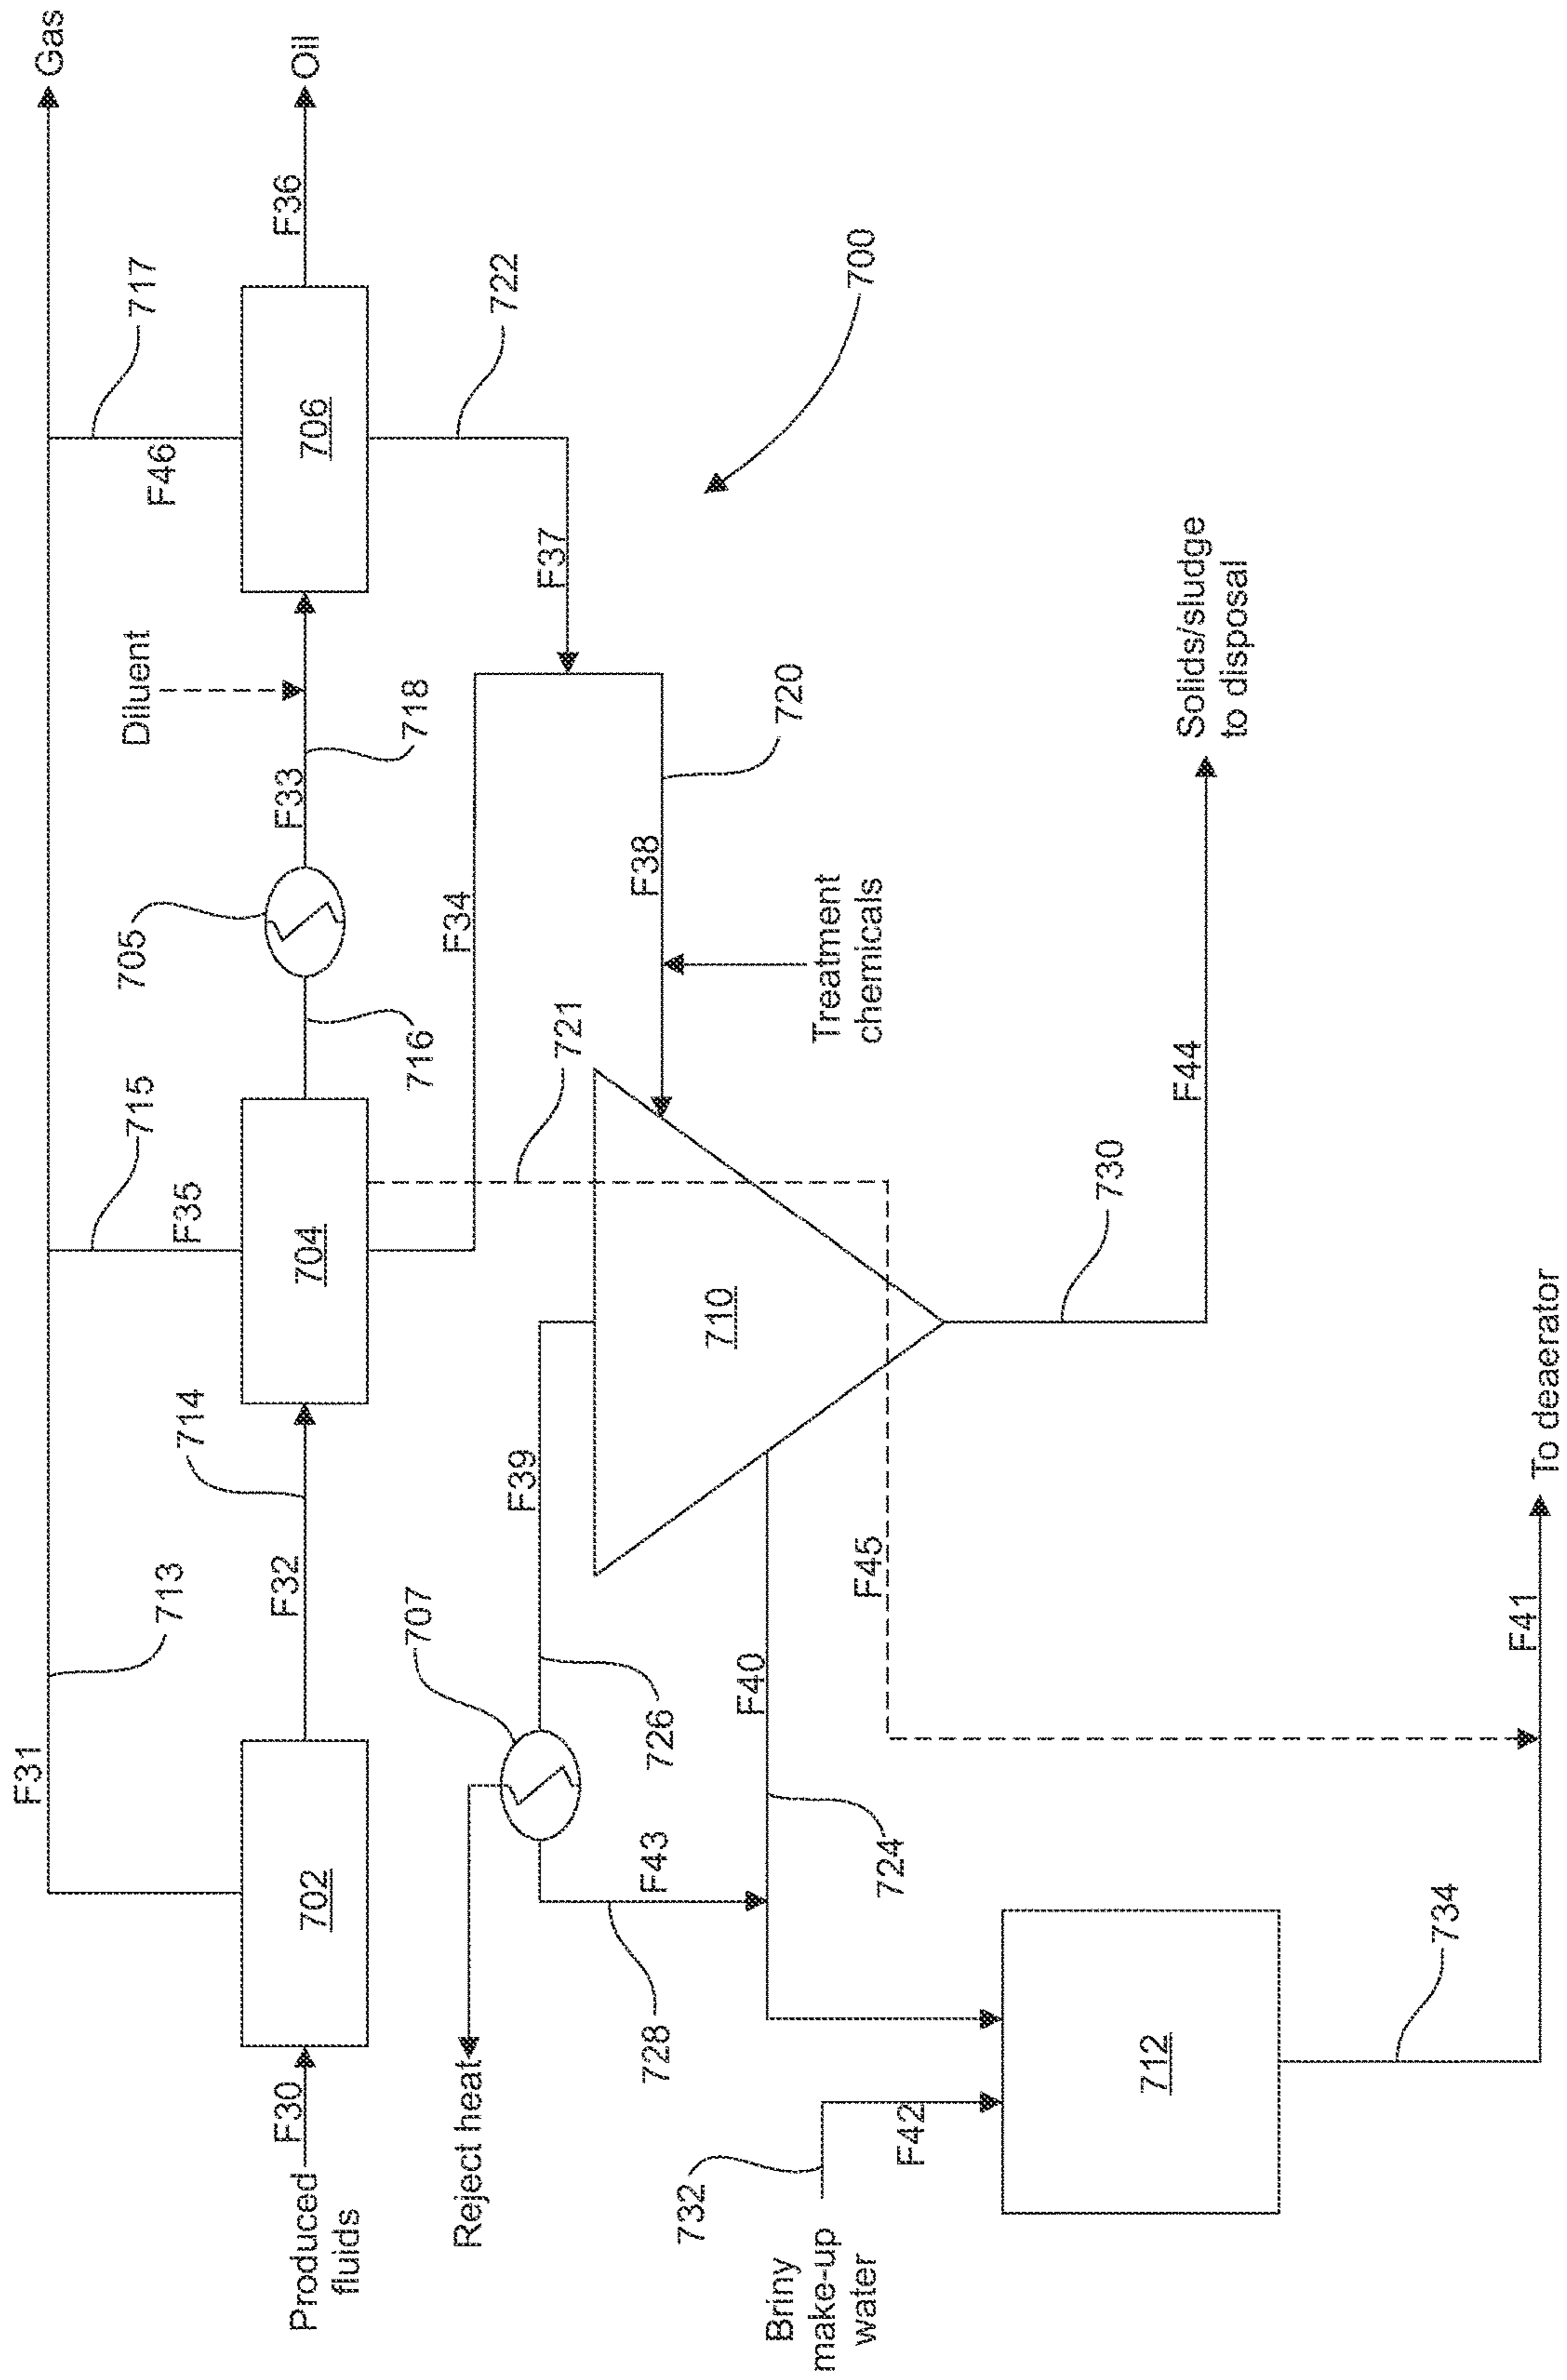 Gas
Oil
F36
717
F46
706
722
700
F37
Diluent
718
F33
705
F34
F38
720
Treatment
chemicals
Solids/sludge
to disposal
F44
716
721
715
F35
704
710
730
714
F32
713
F31
F39
707
726
F40
F45
724
F43
728
To deaerator
F41
734
702
F30
Produced
fluids
Reject heat
732
F42
712
Briny
make-up
water